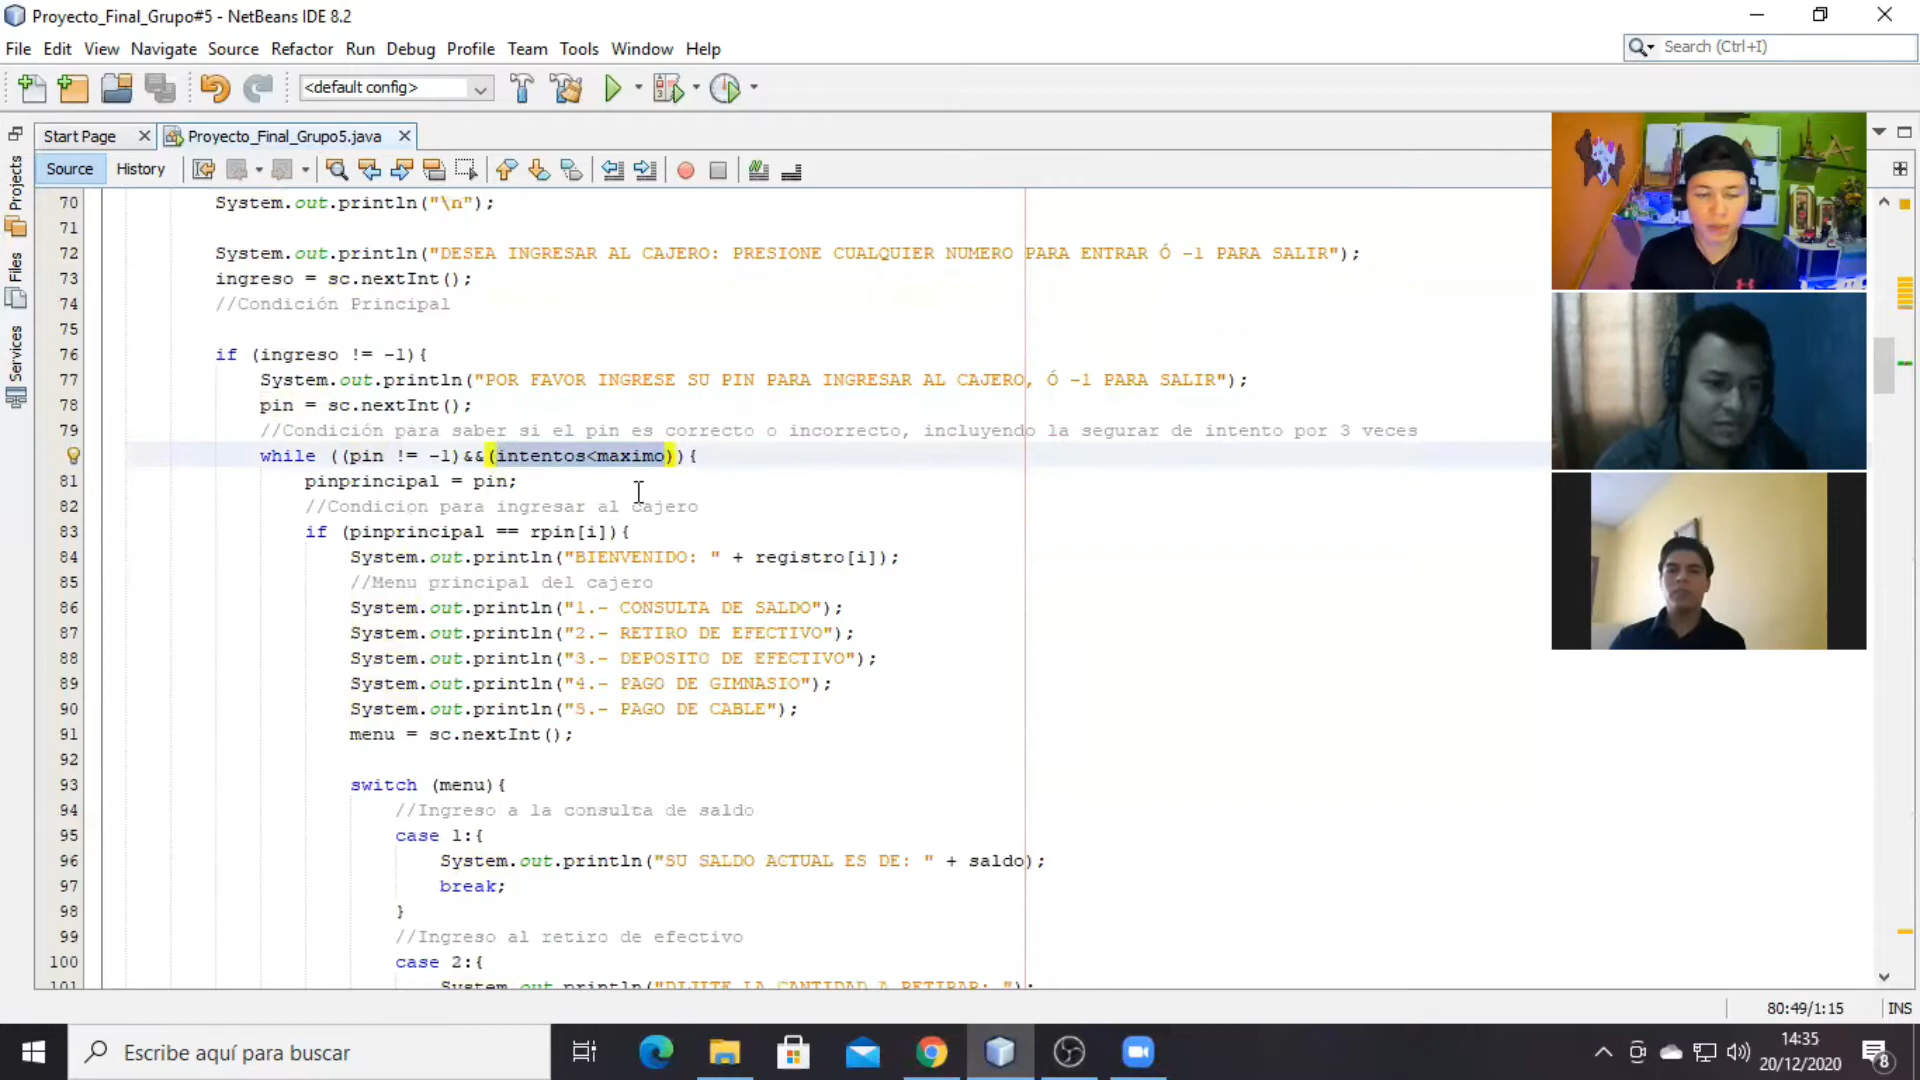 Proyecto_Final_Grupo#5 - NetBeans IDE 8.2
File Edit View Navigate Source Refactor Run Debug Profile Team Tools Window Help
Search (Ctrl+I)
<default config>
Start Page
Proyecto_Final_Grupo5.java
Source History
Projects
Files
Services
70 System.out.println("\n");
71
72 System.out.println("DESEA INGRESAR AL CAJERO: PRESIONE CUALQUIER NUMERO PARA ENTRAR Ó -1 PARA SALIR");
73 ingreso = sc.nextInt();
74 //Condición Principal
75
76 if (ingreso != -1){
77 System.out.println("POR FAVOR INGRESE SU PIN PARA INGRESAR AL CAJERO, Ó -1 PARA SALIR");
78 pin = sc.nextInt();
79 //Condición para saber si el pin es correcto o incorrecto, incluyendo la segurar de intento por 3 veces
while ((pin != -1)&&(intentos<maximo)){
81 pinprincipal = pin;
82 //Condicion para ingresar al cajero
83 if (pinprincipal == rpin[i]){
84 System.out.println("BIENVENIDO: " + registro[i]);
85 //Menu principal del cajero
86 System.out.println("1.- CONSULTA DE SALDO");
87 System.out.println("2.- RETIRO DE EFECTIVO");
88 System.out.println("3.- DEPOSITO DE EFECTIVO");
89 System.out.println("4.- PAGO DE GIMNASIO");
90 System.out.println("5.- PAGO DE CABLE");
91 menu = sc.nextInt();
92
93 switch (menu){
94 //Ingreso a la consulta de saldo
95 case 1:{
96 System.out.println("SU SALDO ACTUAL ES DE: " + saldo);
97 break;
98 }
99 //Ingreso al retiro de efectivo
100 case 2:{
101 System.out.println("DIJITE LA CANTIDAD A RETIRAR: ");
80:49/1:15 INS
Escribe aquí para buscar
14:35
20/12/2020
8